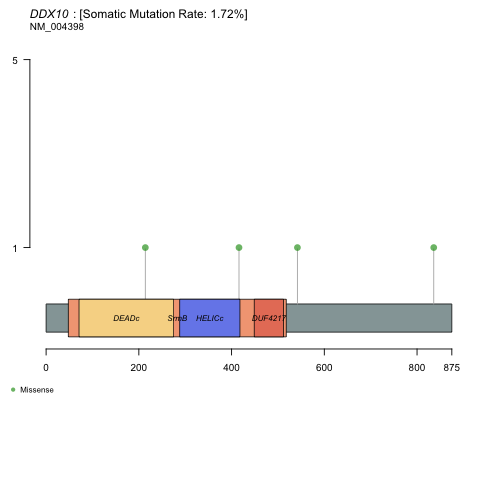 DDX10 : [Somatic Mutation Rate: 1.72%]
NM_004398
5
1
DEADc SrmB HELICc DUF4217
0 200 400 600 800 875
Missense